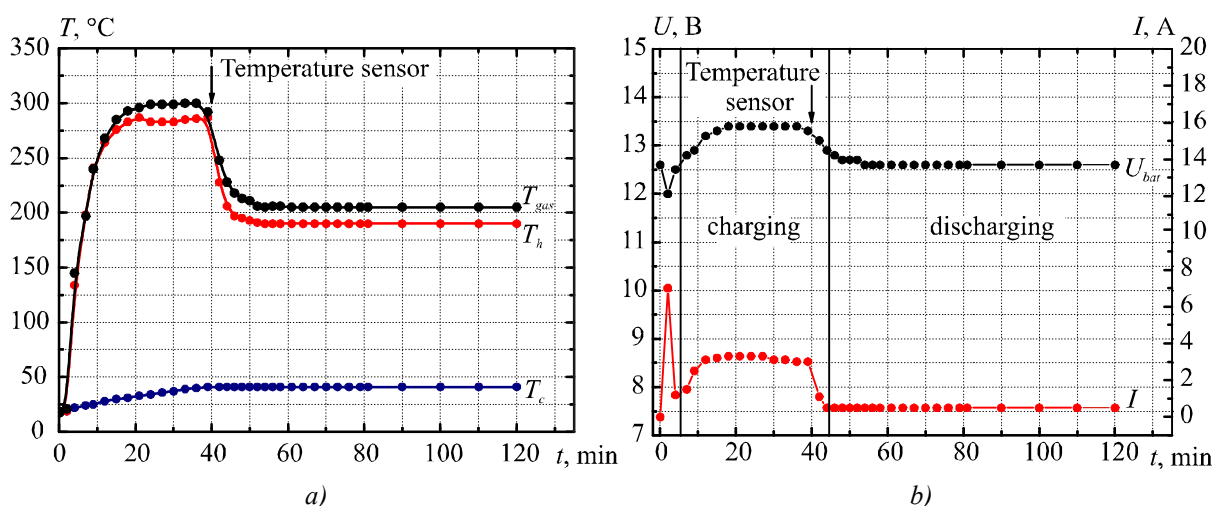 T, °C
350
300
250
200
150
100
50
0
0 20 40 60 80 100 120 t, min
Temperature sensor
T_gas
T_h
T_c
a)
U, B
I, A
15
14
13
12
11
10
9
8
7
20
18
16
14
12
10
8
6
4
2
0
0 20 40 60 80 100 120 t, min
Temperature
sensor
U_bat
charging
discharging
I
b)